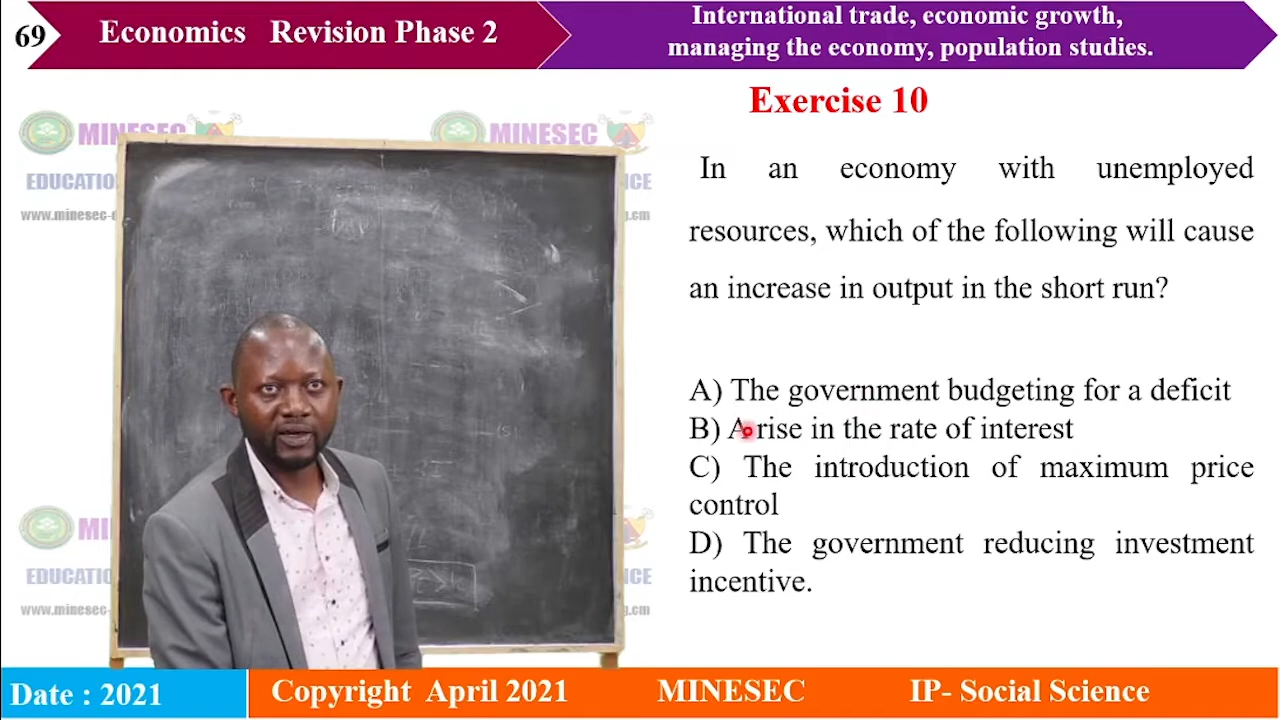 69
Economics Revision Phase 2
International trade, economic growth,
managing the economy, population studies.
Exercise 10
MINESEC
MINESEC
In an economy with unemployed
resources, which of the following will cause
an increase in output in the short run?
A) The government budgeting for a deficit
B) A rise in the rate of interest
C) The introduction of maximum price
control
D) The government reducing investment
incentive.
Date : 2021
Copyright April 2021
MINESEC
IP- Social Science